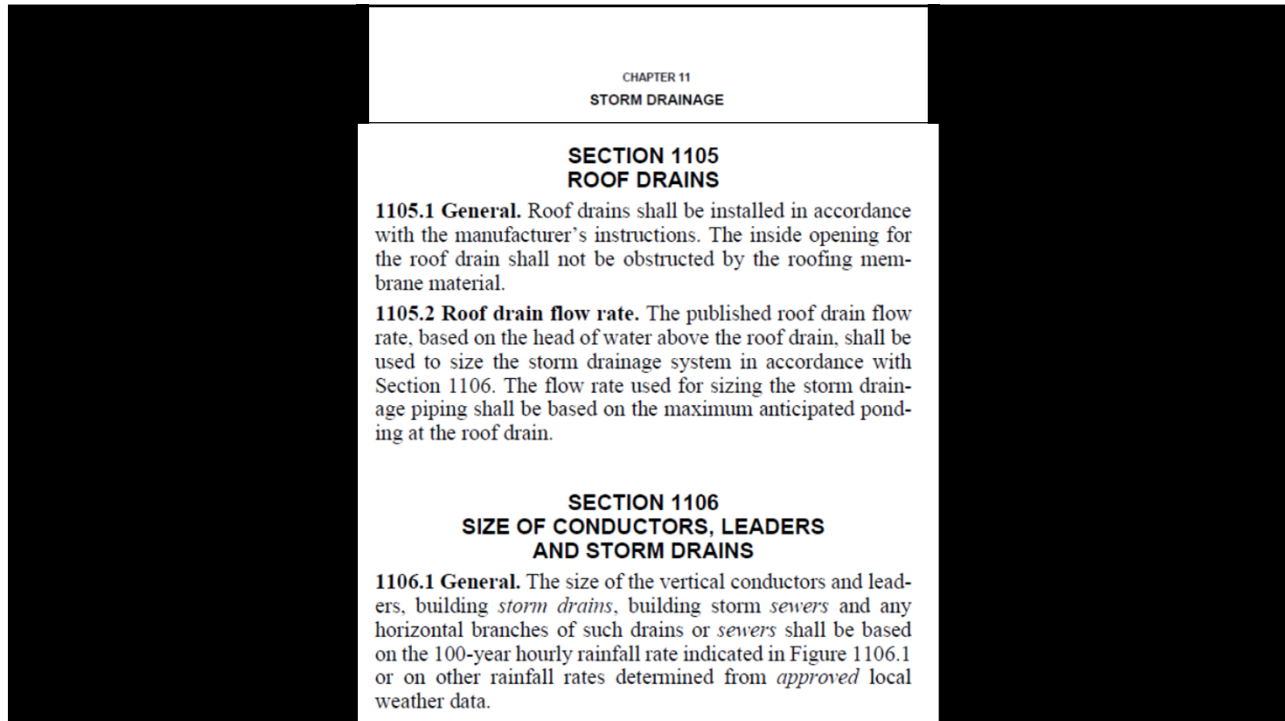 CHAPTER 11
STORM DRAINAGE
SECTION 1105
ROOF DRAINS
1105.1 General. Roof drains shall be installed in accordance
with the manufacturer's instructions. The inside opening for
the roof drain shall not be obstructed by the roofing mem-
brane material.
1105.2 Roof drain flow rate. The published roof drain flow
rate, based on the head of water above the roof drain, shall be
used to size the storm drainage system in accordance with
Section 1106. The flow rate used for sizing the storm drain-
age piping shall be based on the maximum anticipated pond-
ing at the roof drain.
SECTION 1106
SIZE OF CONDUCTORS, LEADERS
AND STORM DRAINS
1106.1 General. The size of the vertical conductors and lead-
ers, building storm drains, building storm sewers and any
horizontal branches of such drains or sewers shall be based
on the 100-year hourly rainfall rate indicated in Figure 1106.1
or on other rainfall rates determined from approved local
weather data.